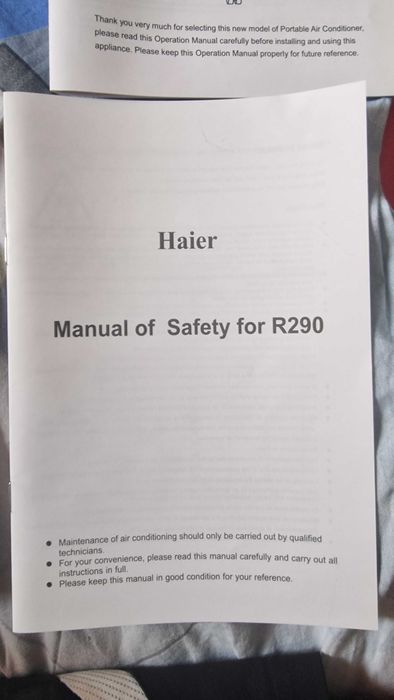 Thank you very much for selecting this new model of Portable Air Conditioner,
please read this Operation Manual carefully before installing and using this
appliance. Please keep this Operation Manual properly for future reference.
Haier
Manual of Safety for R290
● Maintenance of air conditioning should only be carried out by qualified
technicians.
● For your convenience, please read this manual carefully and carry out all
instructions in full.
● Please keep this manual in good condition for your reference.